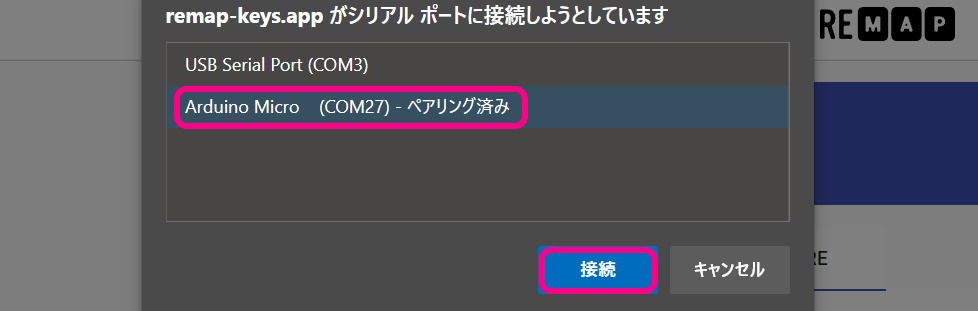 remap-keys.app がシリアル ポートに接続しようとしています
REMAP
USB Serial Port (COM3)
Arduino Micro (COM27) - ペアリング済み
RE
接続
キャンセル